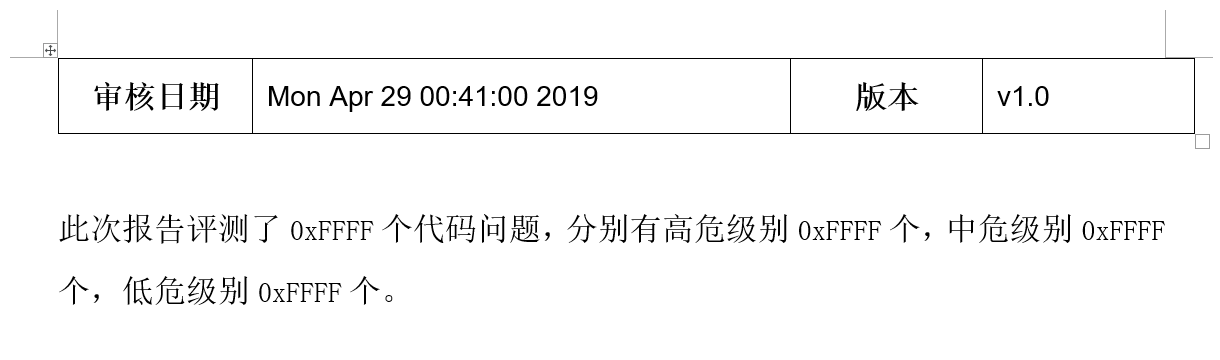 审核日期 Mon Apr 29 00:41:00 2019 版本 v1.0
此次报告评测了 0xFFFF 个代码问题，分别有高危级别 0xFFFF 个，中危级别 0xFFFF
个，低危级别 0xFFFF 个。